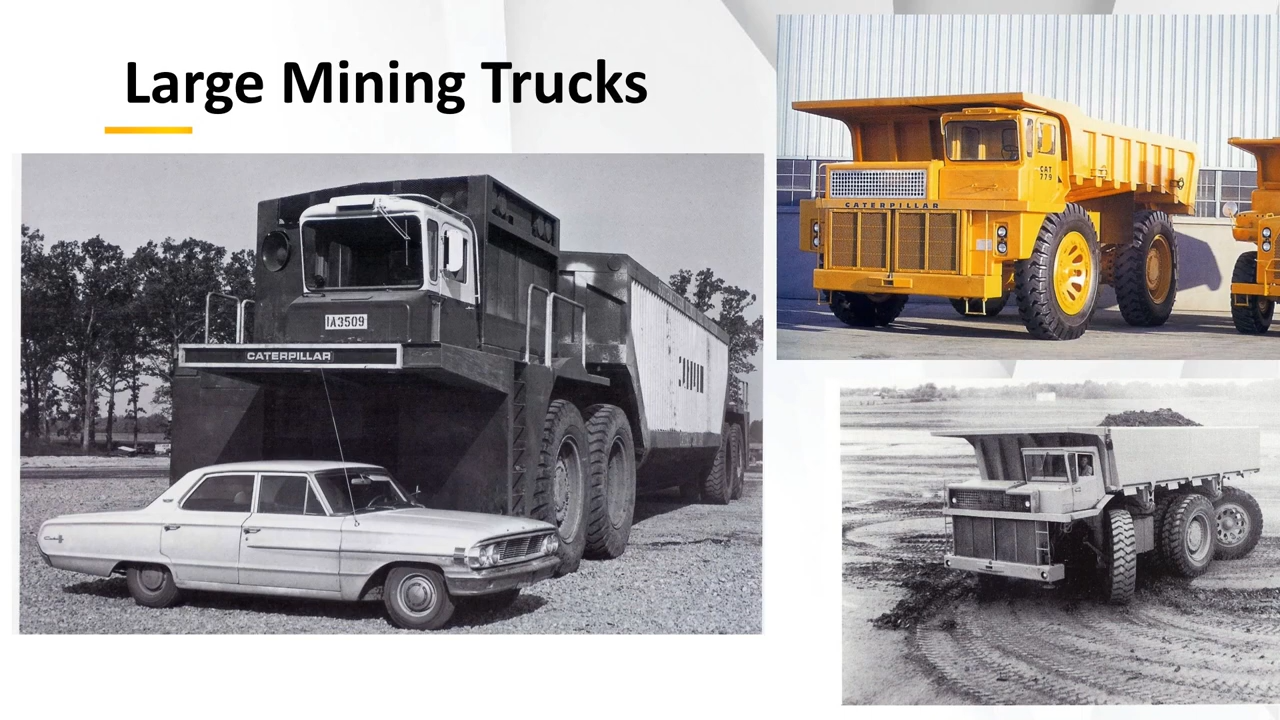 Large Mining Trucks
IA3509
CATERPILLAR
CAT
779
CATERPILLAR